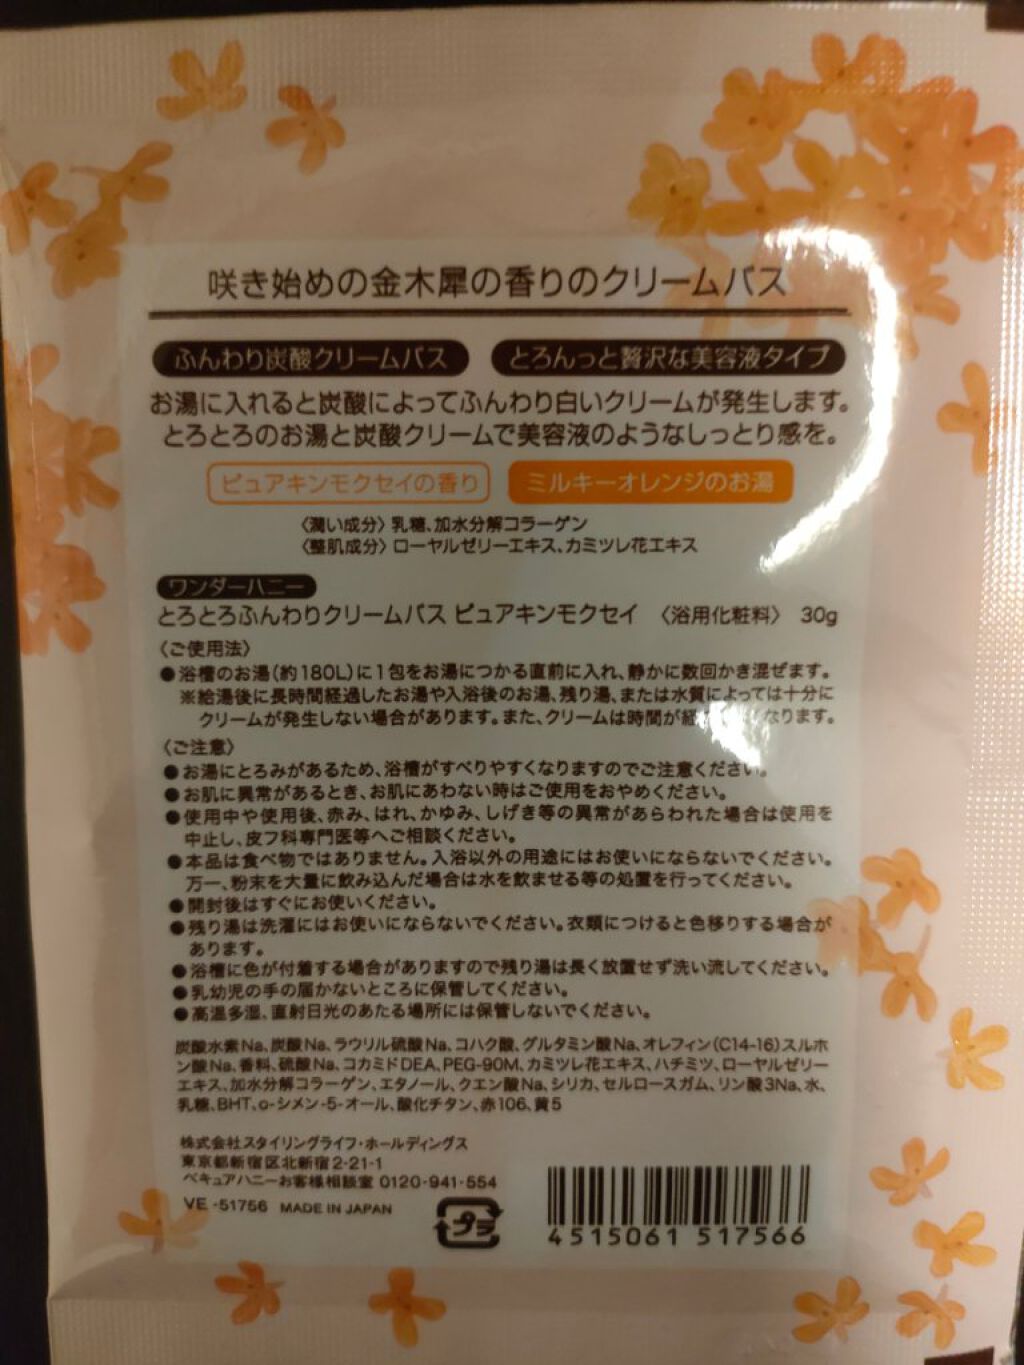 咲き始めの金木犀の香りのクリームバス
ふんわり炭酸クリームバス とろんっと贅沢な美容液タイプ
お湯に入れると炭酸によってふんわり白いクリームが発生します。
とろとろのお湯と炭酸クリームで美容液のようなしっとり感を。
ピュアキンモクセイの香り ミルキーオレンジのお湯
〈潤い成分〉乳糖、加水分解コラーゲン
〈整肌成分〉ローヤルゼリーエキス、カミツレ花エキス
ワンダーハニー
とろとろふんわりクリームバス ピュアキンモクセイ 〈浴用化粧料〉 30g
〈ご使用法〉
●浴槽のお湯(約180L)に1包をお湯につかる直前に入れ、静かに数回かき混ぜます。
※給湯後に長時間経過したお湯や入浴後のお湯、残り湯、または水質によっては十分に
クリームが発生しない場合があります。また、クリームは時間が経 なります。
〈ご注意〉
●お湯にとろみがあるため、浴槽がすべりやすくなりますのでご注意ください。
●お肌に異常があるとき、お肌にあわない時はご使用をおやめください。
●使用中や使用後、赤み、はれ、かゆみ、しげき等の異常があらわれた場合は使用を
中止し、皮フ科専門医等へご相談ください。
●本品は食べ物ではありません。入浴以外の用途にはお使いにならないでください。
万一、粉末を大量に飲み込んだ場合は水を飲ませる等の処置を行ってください。
●開封後はすぐにお使いください。
●残り湯は洗濯にはお使いにならないでください。衣類につけると色移りする場合が
あります。
●浴槽に色が付着する場合がありますので残り湯は長く放置せず洗い流してください。
●乳幼児の手の届かないところに保管してください。
●高温多湿、直射日光のあたる場所には保管しないでください。
炭酸水素Na、炭酸Na、ラウリル硫酸Na、コハク酸、グルタミン酸Na、オレフィン(C14-16)スルホ
ン酸Na、香料、硫酸Na、コカミドDEA、PEG-90M、カミツレ花エキス、ハチミツ、ローヤルゼリー
エキス、加水分解コラーゲン、エタノール、クエン酸Na、シリカ、セルロースガム、リン酸3Na、水、
乳糖、BHT、o-シメン-5-オール、酸化チタン、赤106、黄5
株式会社スタイリングライフ・ホールディングス
東京都新宿区北新宿2-21-1
ベキュアハニーお客様相談室 0120-941-554
VE-51756 MADE IN JAPAN
プラ
4515061 517566